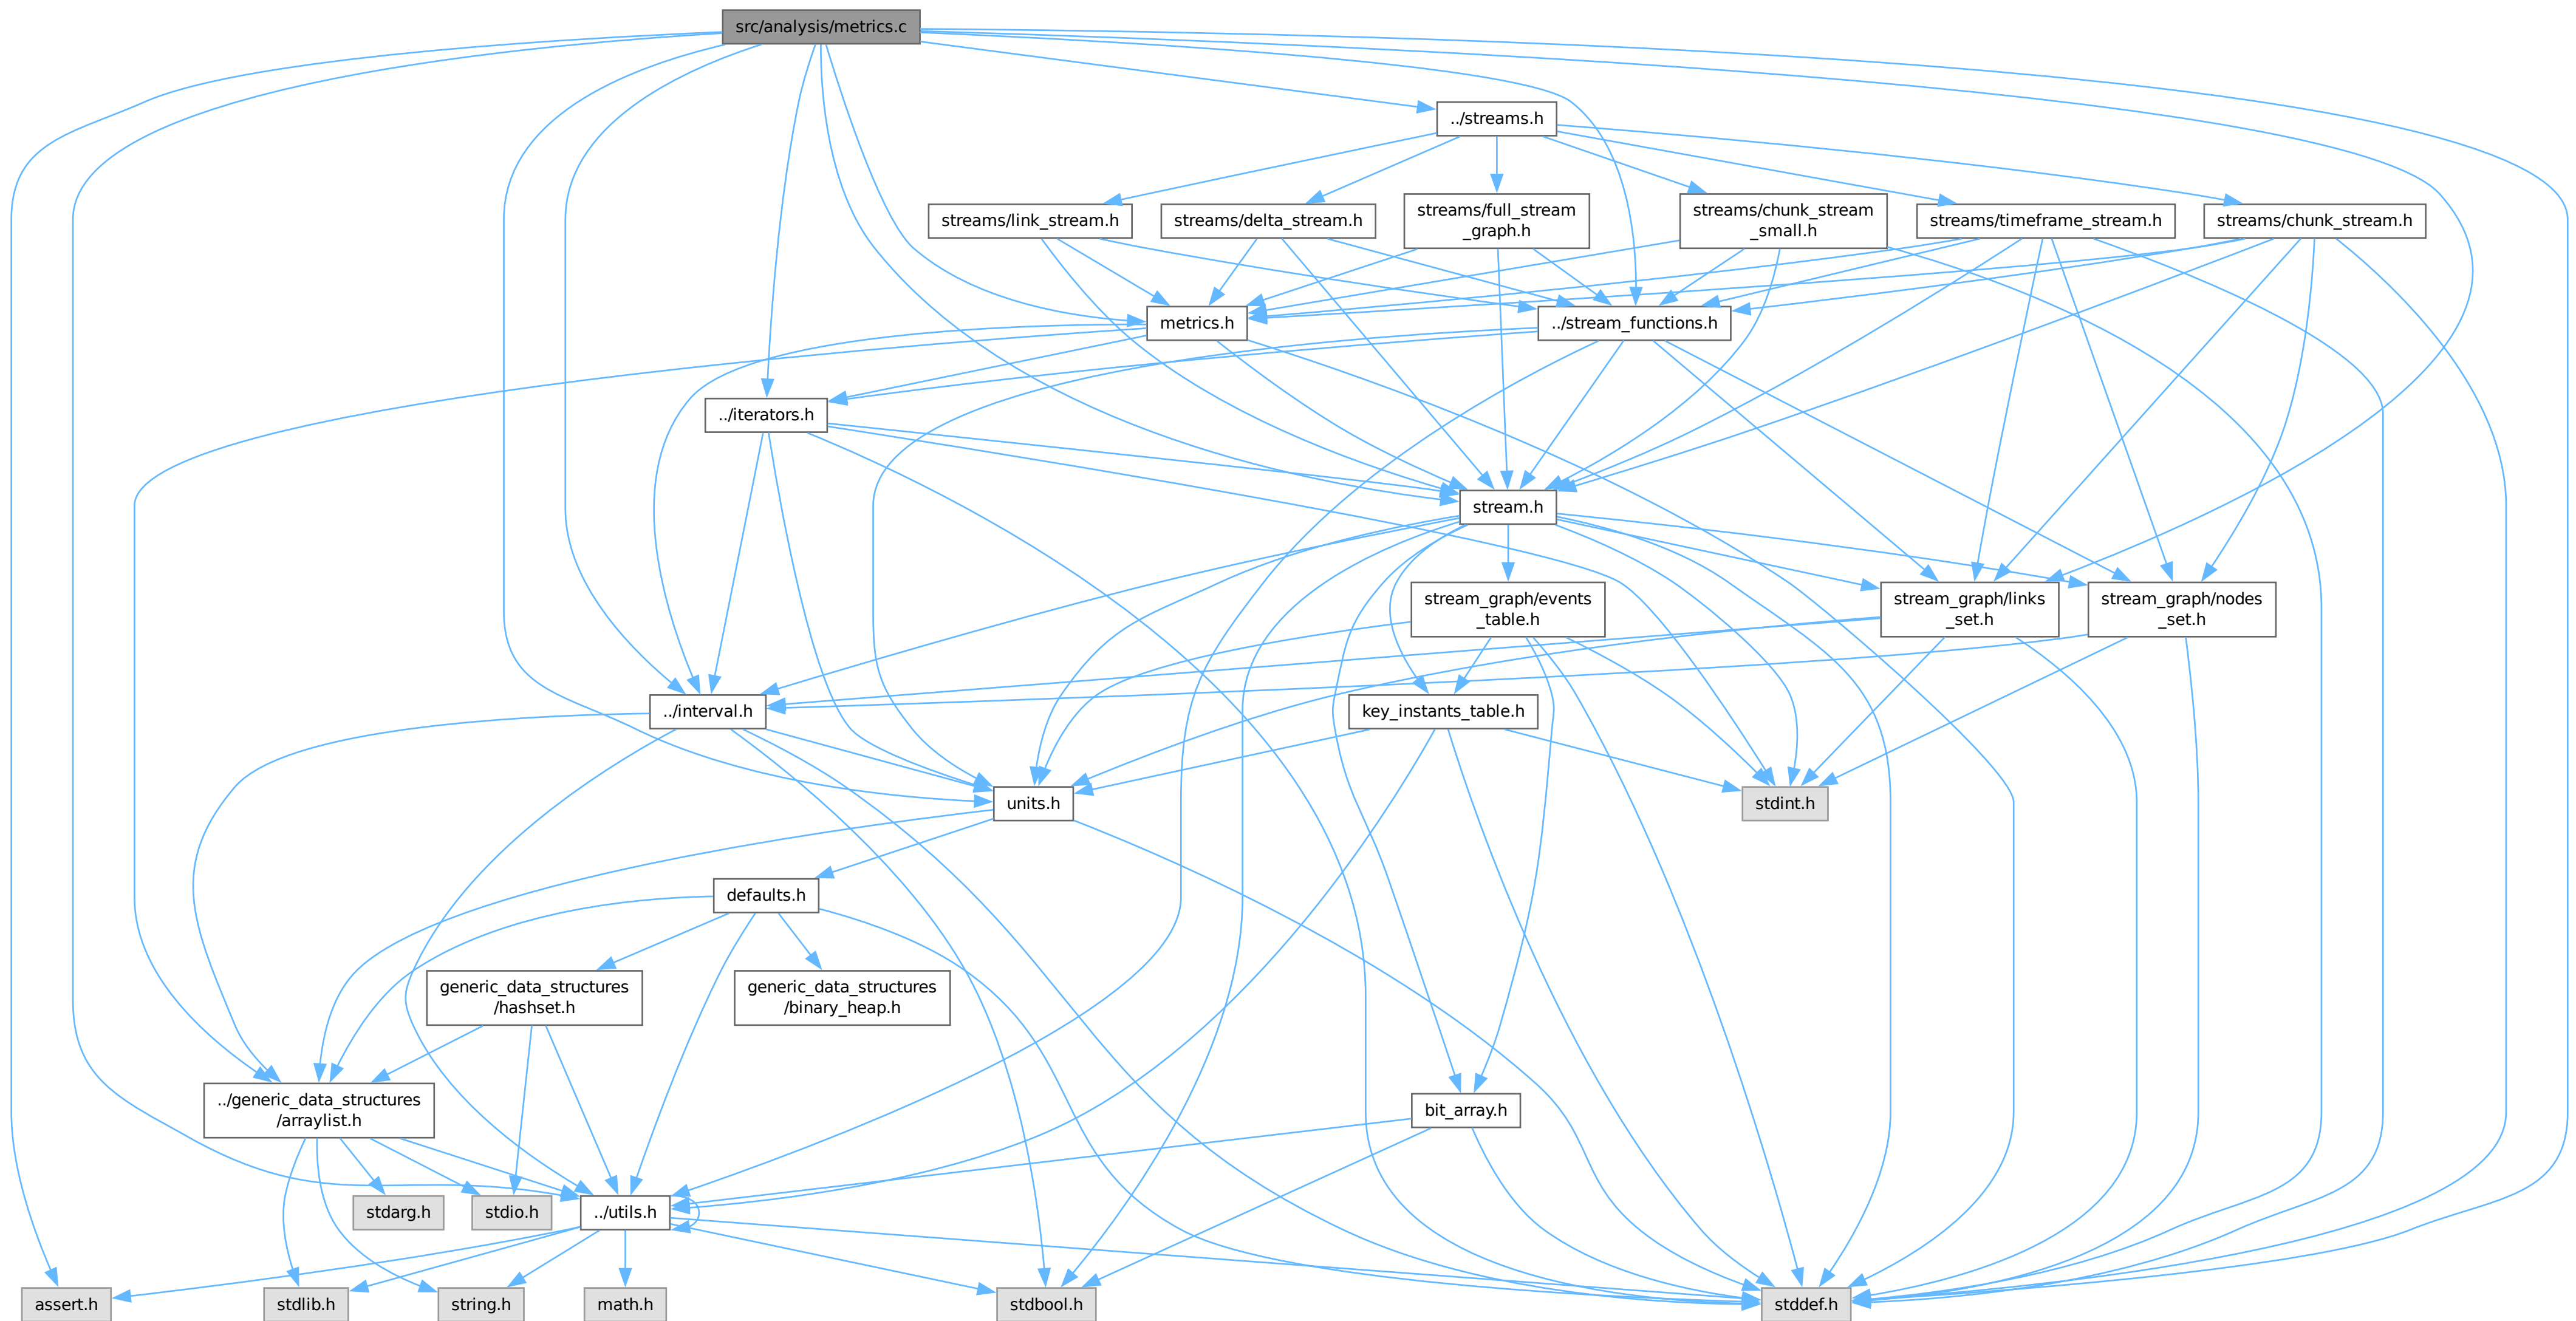 src/analysis/metrics.c
../streams.h
streams/link_stream.h
streams/delta_stream.h
streams/full_stream
_graph.h
streams/chunk_stream
_small.h
streams/timeframe_stream.h
streams/chunk_stream.h
metrics.h
../stream_functions.h
../iterators.h
stream.h
stream_graph/events
_table.h
stream_graph/links
_set.h
stream_graph/nodes
_set.h
../interval.h
key_instants_table.h
units.h
stdint.h
defaults.h
generic_data_structures
/hashset.h
generic_data_structures
/binary_heap.h
../generic_data_structures
/arraylist.h
bit_array.h
stdarg.h
stdio.h
../utils.h
assert.h
stdlib.h
string.h
math.h
stdbool.h
stddef.h